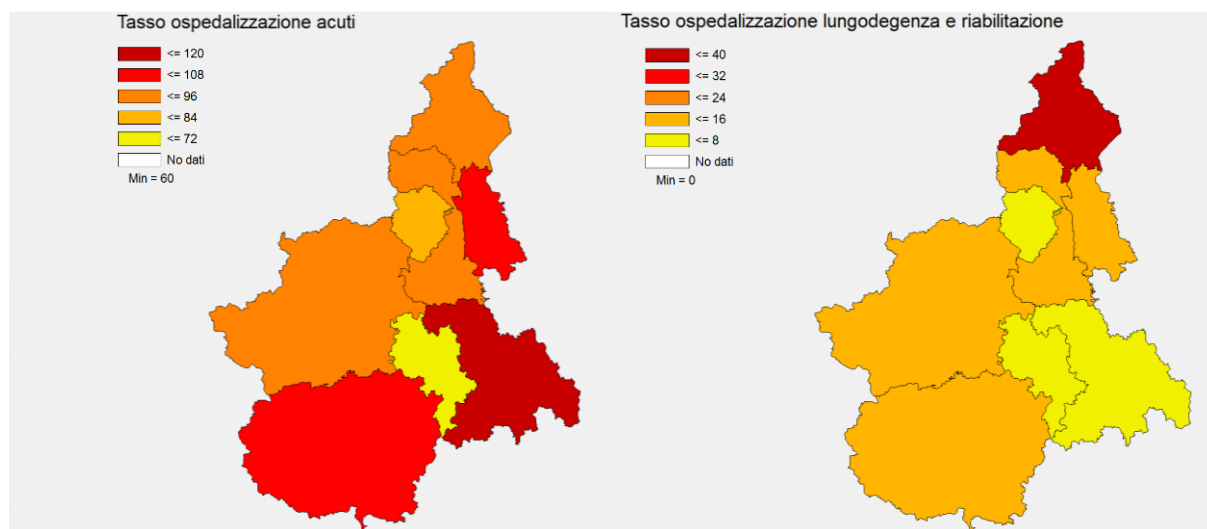 Tasso ospedalizzazione acuti
<= 120
<= 108
<= 96
<= 84
<= 72
No dati
Min = 60
Tasso ospedalizzazione lungodegenza e riabilitazione
<= 40
<= 32
<= 24
<= 16
<= 8
No dati
Min = 0